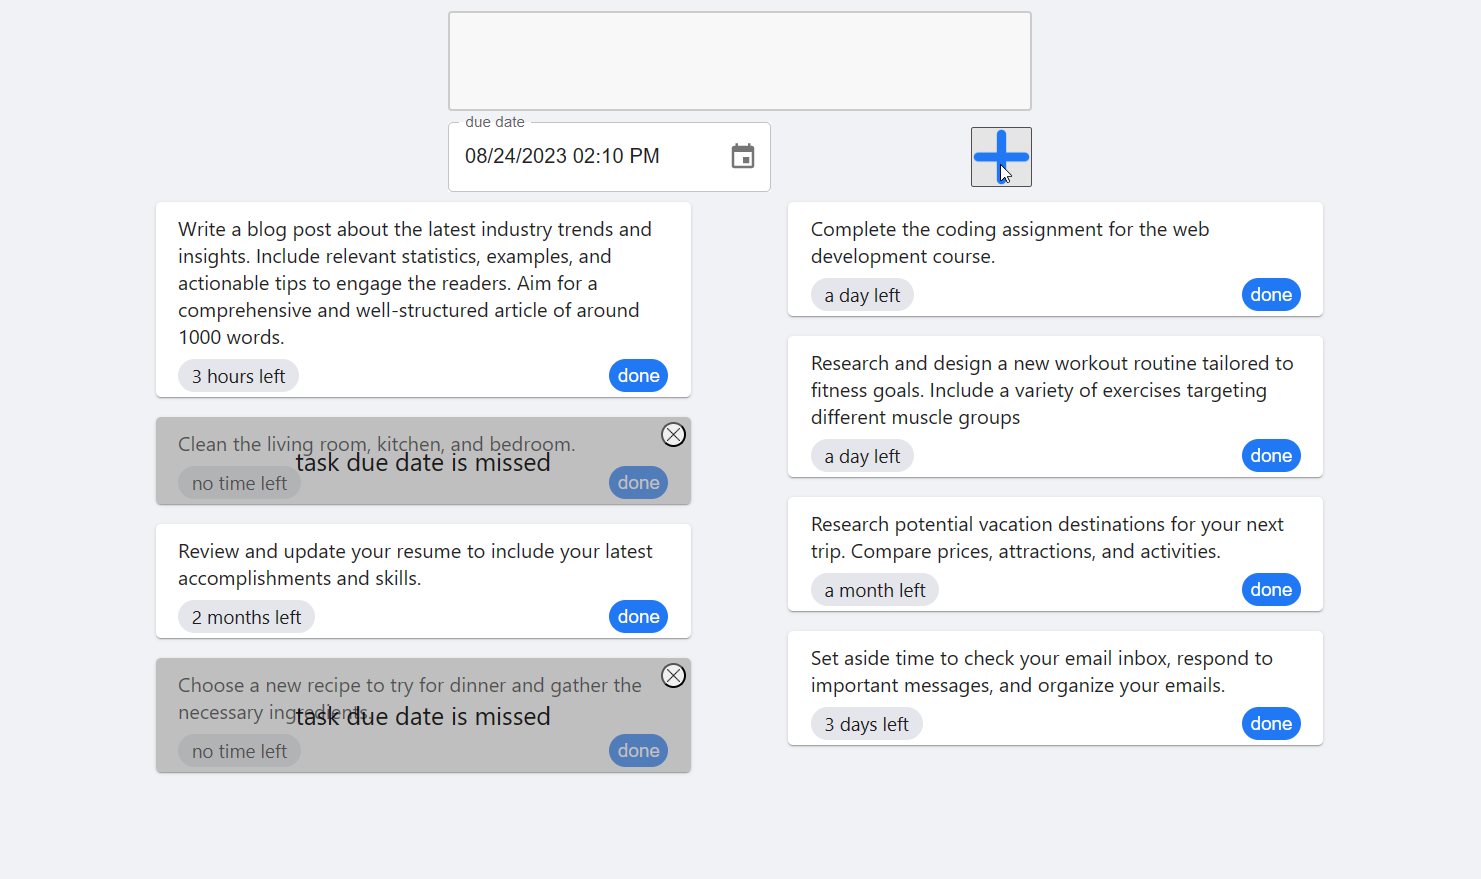 due date
08/24/2023 02:10 PM
Write a blog post about the latest industry trends and
insights. Include relevant statistics, examples, and
actionable tips to engage the readers. Aim for a
comprehensive and well-structured article of around
1000 words.
3 hours left
done
Clean the living room, kitchen, and bedroom.
task due date is missed
no time left
done
Review and update your resume to include your latest
accomplishments and skills.
2 months left
done
Choose a new recipe to try for dinner and gather the
necessary ingredients.
task due date is missed
no time left
done
Complete the coding assignment for the web
development course.
a day left
done
Research and design a new workout routine tailored to
fitness goals. Include a variety of exercises targeting
different muscle groups
a day left
done
Research potential vacation destinations for your next
trip. Compare prices, attractions, and activities.
a month left
done
Set aside time to check your email inbox, respond to
important messages, and organize your emails.
3 days left
done